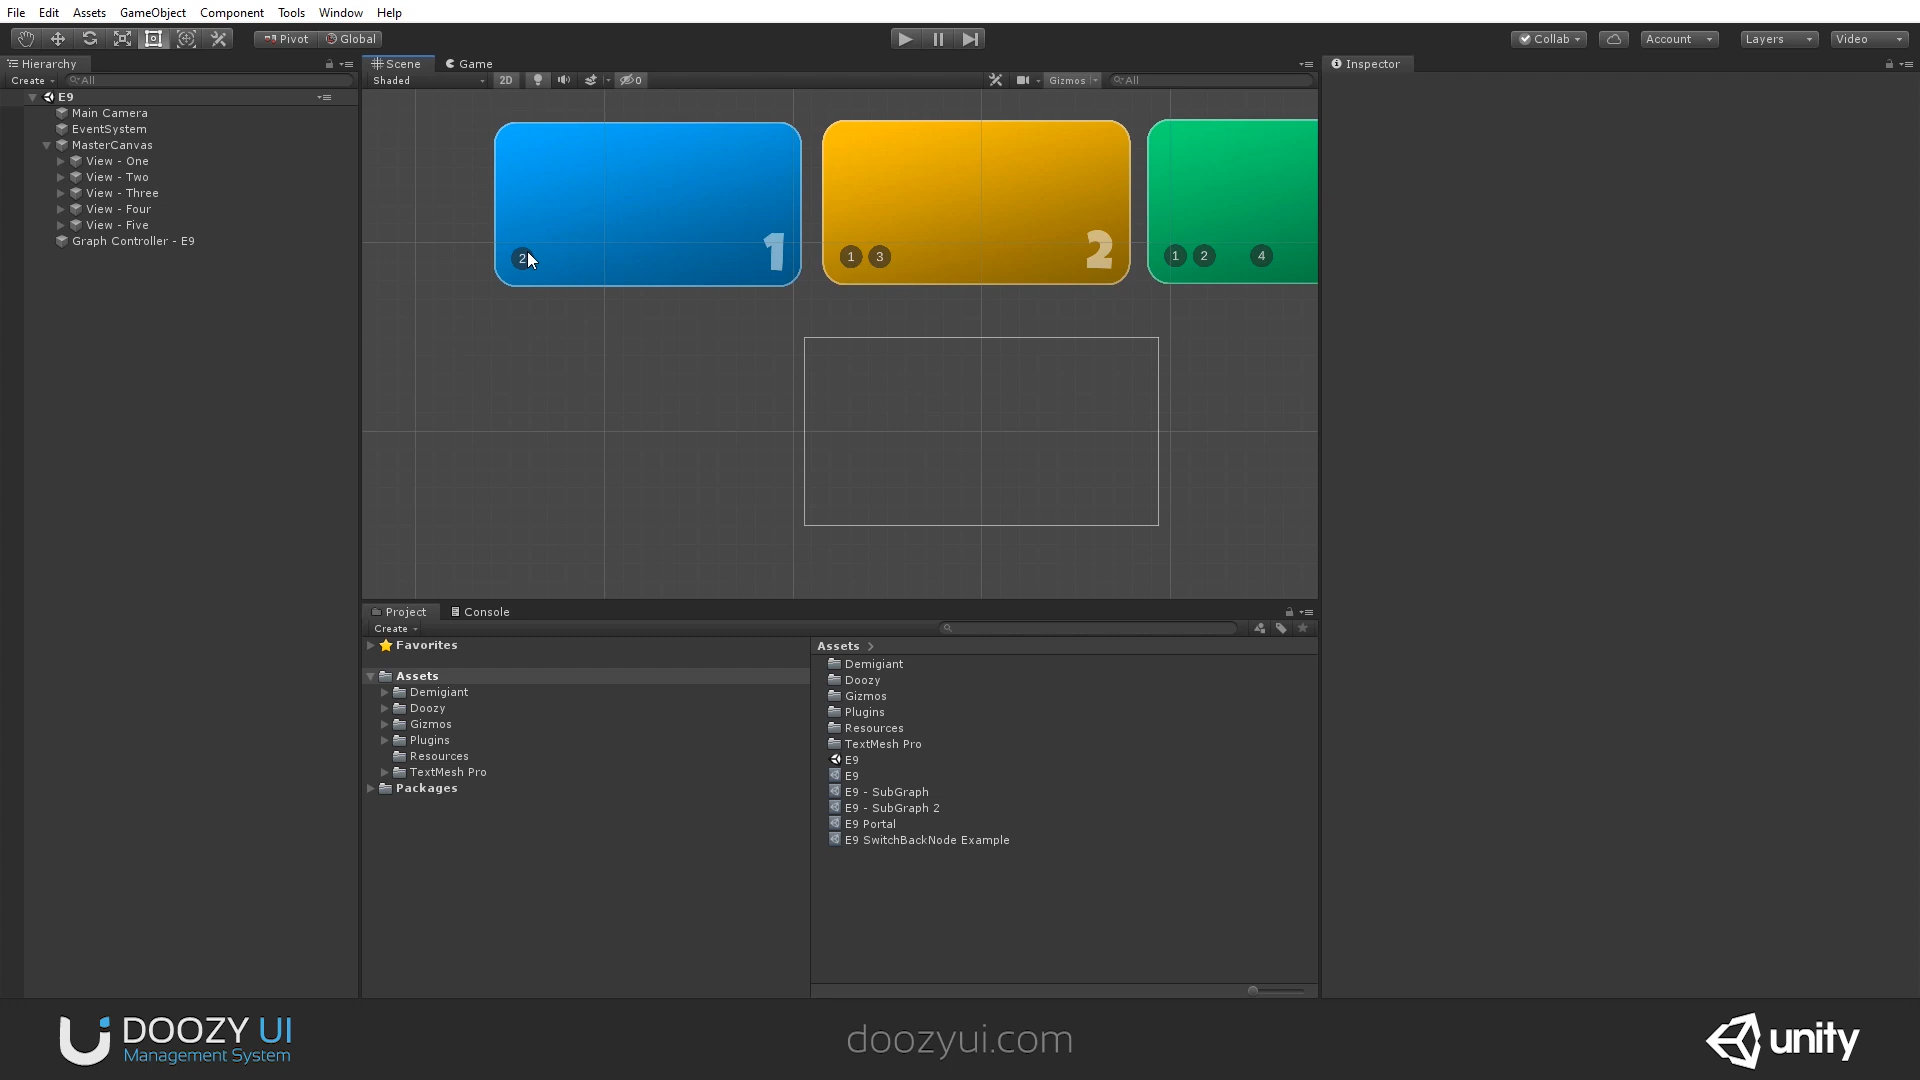 File Edit Assets GameObject Component Tools Window Help
Pivot Global Collab Account Layers Video
Hierarchy
Create All
E9
Main Camera
EventSystem
MasterCanvas
View - One
View - Two
View - Three
View - Four
View - Five
Graph Controller - E9
Scene Game
Shaded 2D 0 Gizmos All
2 1
1 3 2
1 2 4
Inspector
Project Console
Create
Favorites
Assets
Demigiant
Doozy
Gizmos
Plugins
Resources
TextMesh Pro
Packages
Assets
Demigiant
Doozy
Gizmos
Plugins
Resources
TextMesh Pro
E9
E9
E9 - SubGraph
E9 - SubGraph 2
E9 Portal
E9 SwitchBackNode Example
DOOZY UI
Management System
doozyui.com
unity